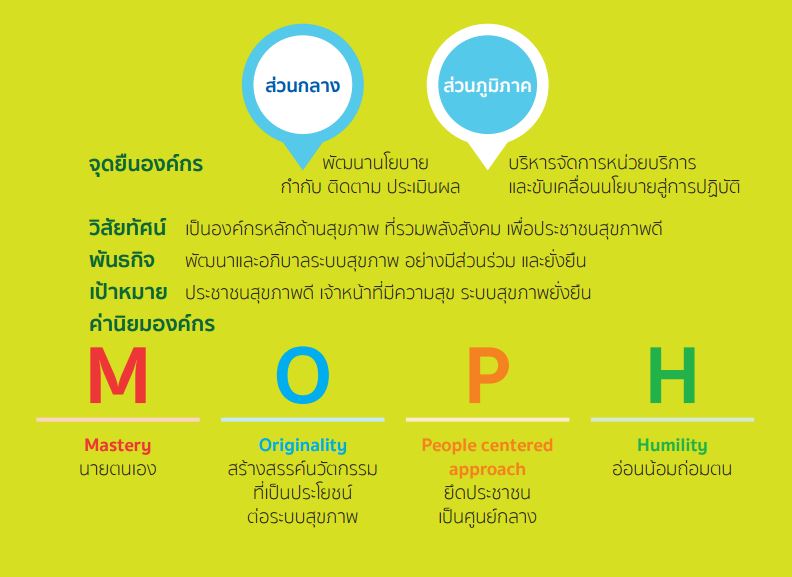 ส่วนกลาง
ส่วนภูมิภาค
จุดยืนองค์กร
พัฒนานโยบาย
กำกับ ติดตาม ประเมินผล
บริหารจัดการหน่วยบริการ
และขับเคลื่อนนโยบายสู่การปฏิบัติ
วิสัยทัศน์ เป็นองค์กรหลักด้านสุขภาพ ที่รวมพลังสังคม เพื่อประชาชนสุขภาพดี
พันธกิจ พัฒนาและอภิบาลระบบสุขภาพ อย่างมีส่วนร่วม และยั่งยืน
เป้าหมาย ประชาชนสุขภาพดี เจ้าหน้าที่มีความสุข ระบบสุขภาพยั่งยืน
ค่านิยมองค์กร
M
Mastery
นายตนเอง
O
Originality
สร้างสรรค์นวัตกรรม
ที่เป็นประโยชน์
ต่อระบบสุขภาพ
P
People centered
approach
ยึดประชาชน
เป็นศูนย์กลาง
H
Humility
อ่อนน้อมถ่อมตน